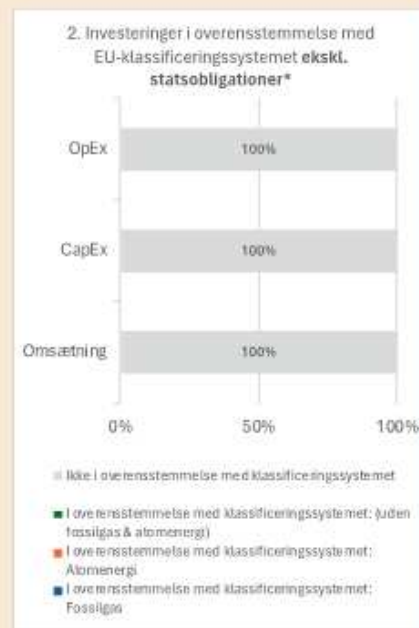 2. Investeringer i overensstemmelse med
EU-klassificeringssystemet ekskl.
statsobligationer*
OpEx
100%
CapEx
100%
Omsætning
100%
0%
50%
100%
Ikke i overensstemmelse med klassificeringssystemet
I overensstemmelse med klassificeringssystemet: (uden
fossilgas & atomenergi)
I overensstemmelse med klassificeringssystemet:
Atomenergi
I overensstemmelse med klassificeringssystemet:
Fossilgas